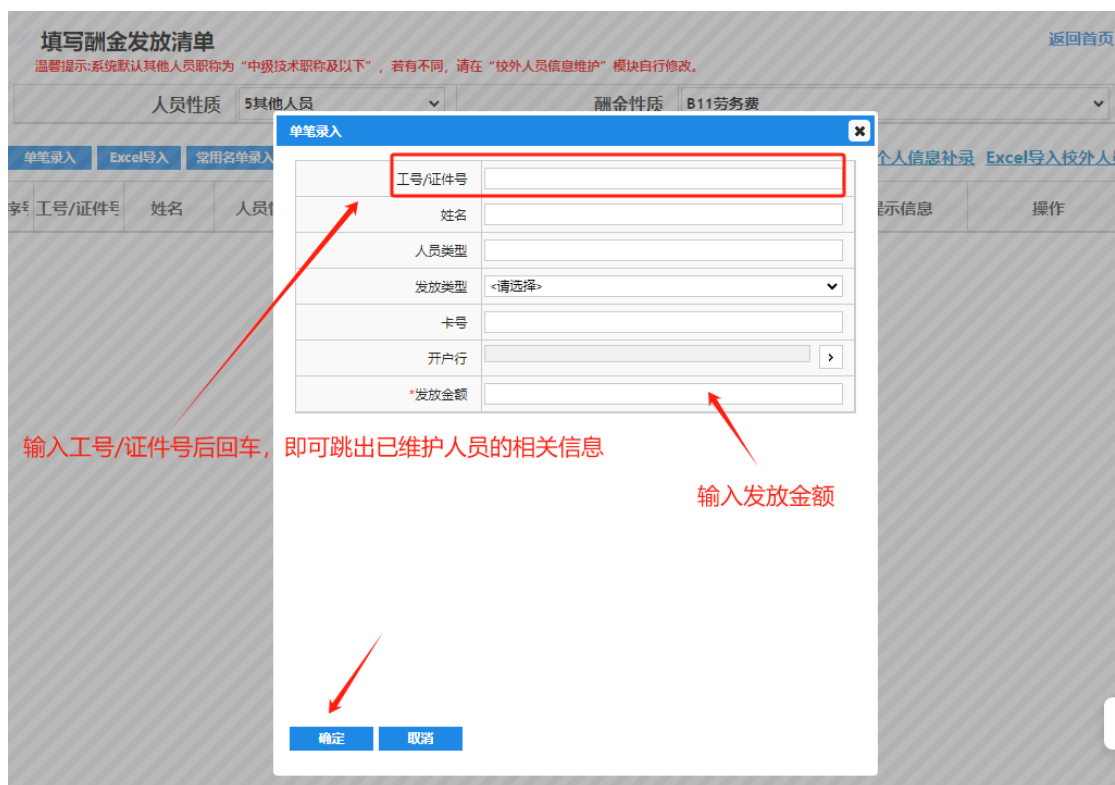 填写酬金发放清单
返回首页
温馨提示:系统默认其他人员职称为“中级技术职称及以下”，若有不同，请在“校外人员信息维护”模块自行修改。
人员性质 5其他人员 酬金性质 B11劳务费
单笔录入
单笔录入 Excel导入 常用名单录入 个人信息补录 Excel导入校外人
工号/证件号
工号/证件号 姓名 人员 提示信息 操作
姓名
人员类型
发放类型 <请选择>
卡号
开户行
*发放金额
输入工号/证件号后回车，即可跳出已维护人员的相关信息
输入发放金额
确定 取消